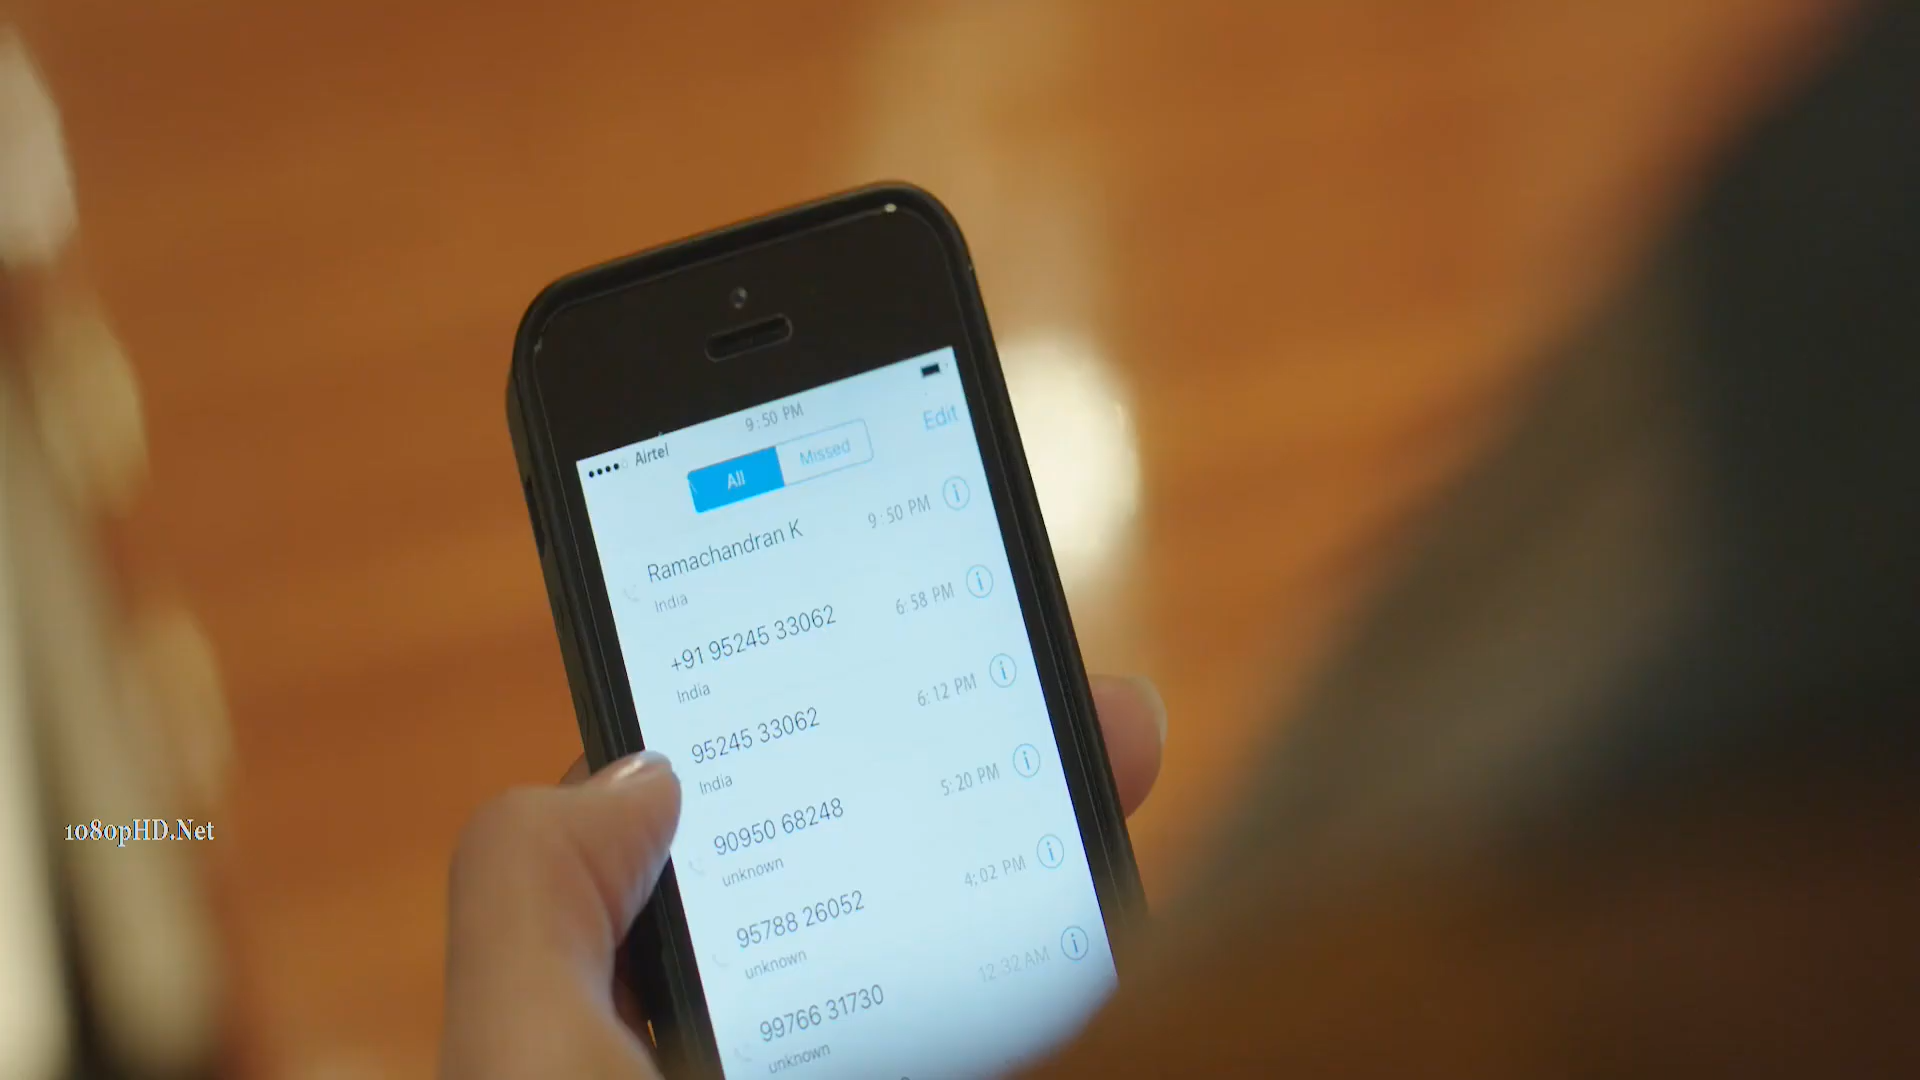 Airtel 9:50 PM
All Missed Edit
Ramachandran K 9:50 PM
India
+91 95245 33062 6:58 PM
India
95245 33062 6:12 PM
India
90950 68248 5:20 PM
unknown
95788 26052 4:02 PM
unknown
99766 31730 12:32 AM
unknown
1080pHD.Net